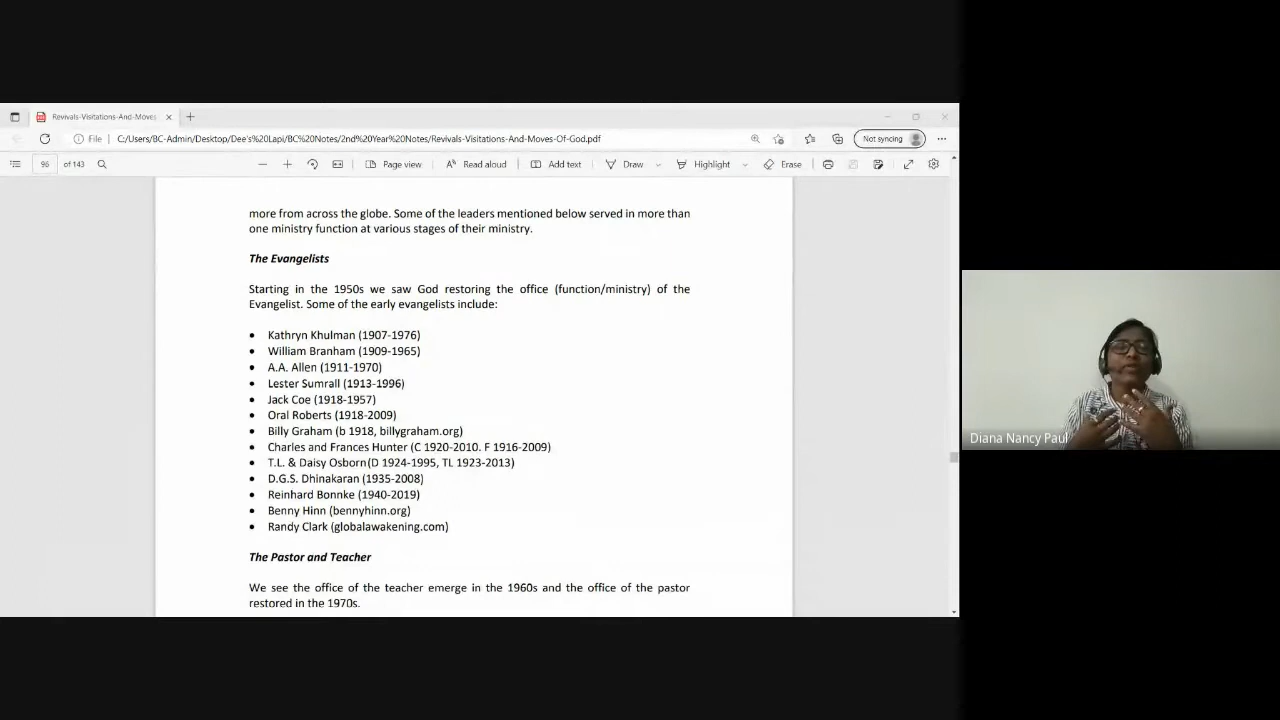 Revivals-Visitations-And-Moves
File
C:/Users/BC-Admin/Desktop/Dee's%20Lapi/BC%20Notes/2nd%20Year%20Notes/Revivals-Visitations-And-Moves-Of-God.pdf
Not syncing
96 of 143
Page view
Read aloud
Add text
Draw
Highlight
Erase
more from across the globe. Some of the leaders mentioned below served in more than
one ministry function at various stages of their ministry.
The Evangelists
Starting in the 1950s we saw God restoring the office (function/ministry) of the
Evangelist. Some of the early evangelists include:
• Kathryn Khulman (1907-1976)
• William Branham (1909-1965)
• A.A. Allen (1911-1970)
• Lester Sumrall (1913-1996)
• Jack Coe (1918-1957)
• Oral Roberts (1918-2009)
• Billy Graham (b 1918, billygraham.org)
• Charles and Frances Hunter (C 1920-2010. F 1916-2009)
• T.L. & Daisy Osborn(D 1924-1995, TL 1923-2013)
• D.G.S. Dhinakaran (1935-2008)
• Reinhard Bonnke (1940-2019)
• Benny Hinn (bennyhinn.org)
• Randy Clark (globalawakening.com)
The Pastor and Teacher
We see the office of the teacher emerge in the 1960s and the office of the pastor
restored in the 1970s.
Diana Nancy Paul